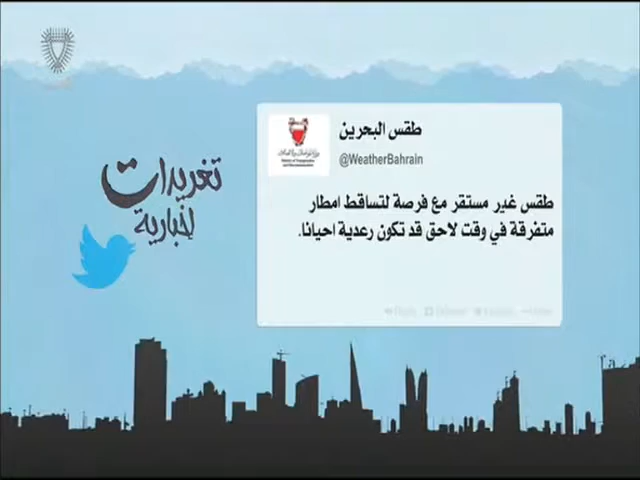 تغريدات
إخبارية
طقس البحرين
@WeatherBahrain
طقس غير مستقر مع فرصة لتساقط امطار
متفرقة في وقت لاحق قد تكون رعدية احيانا.